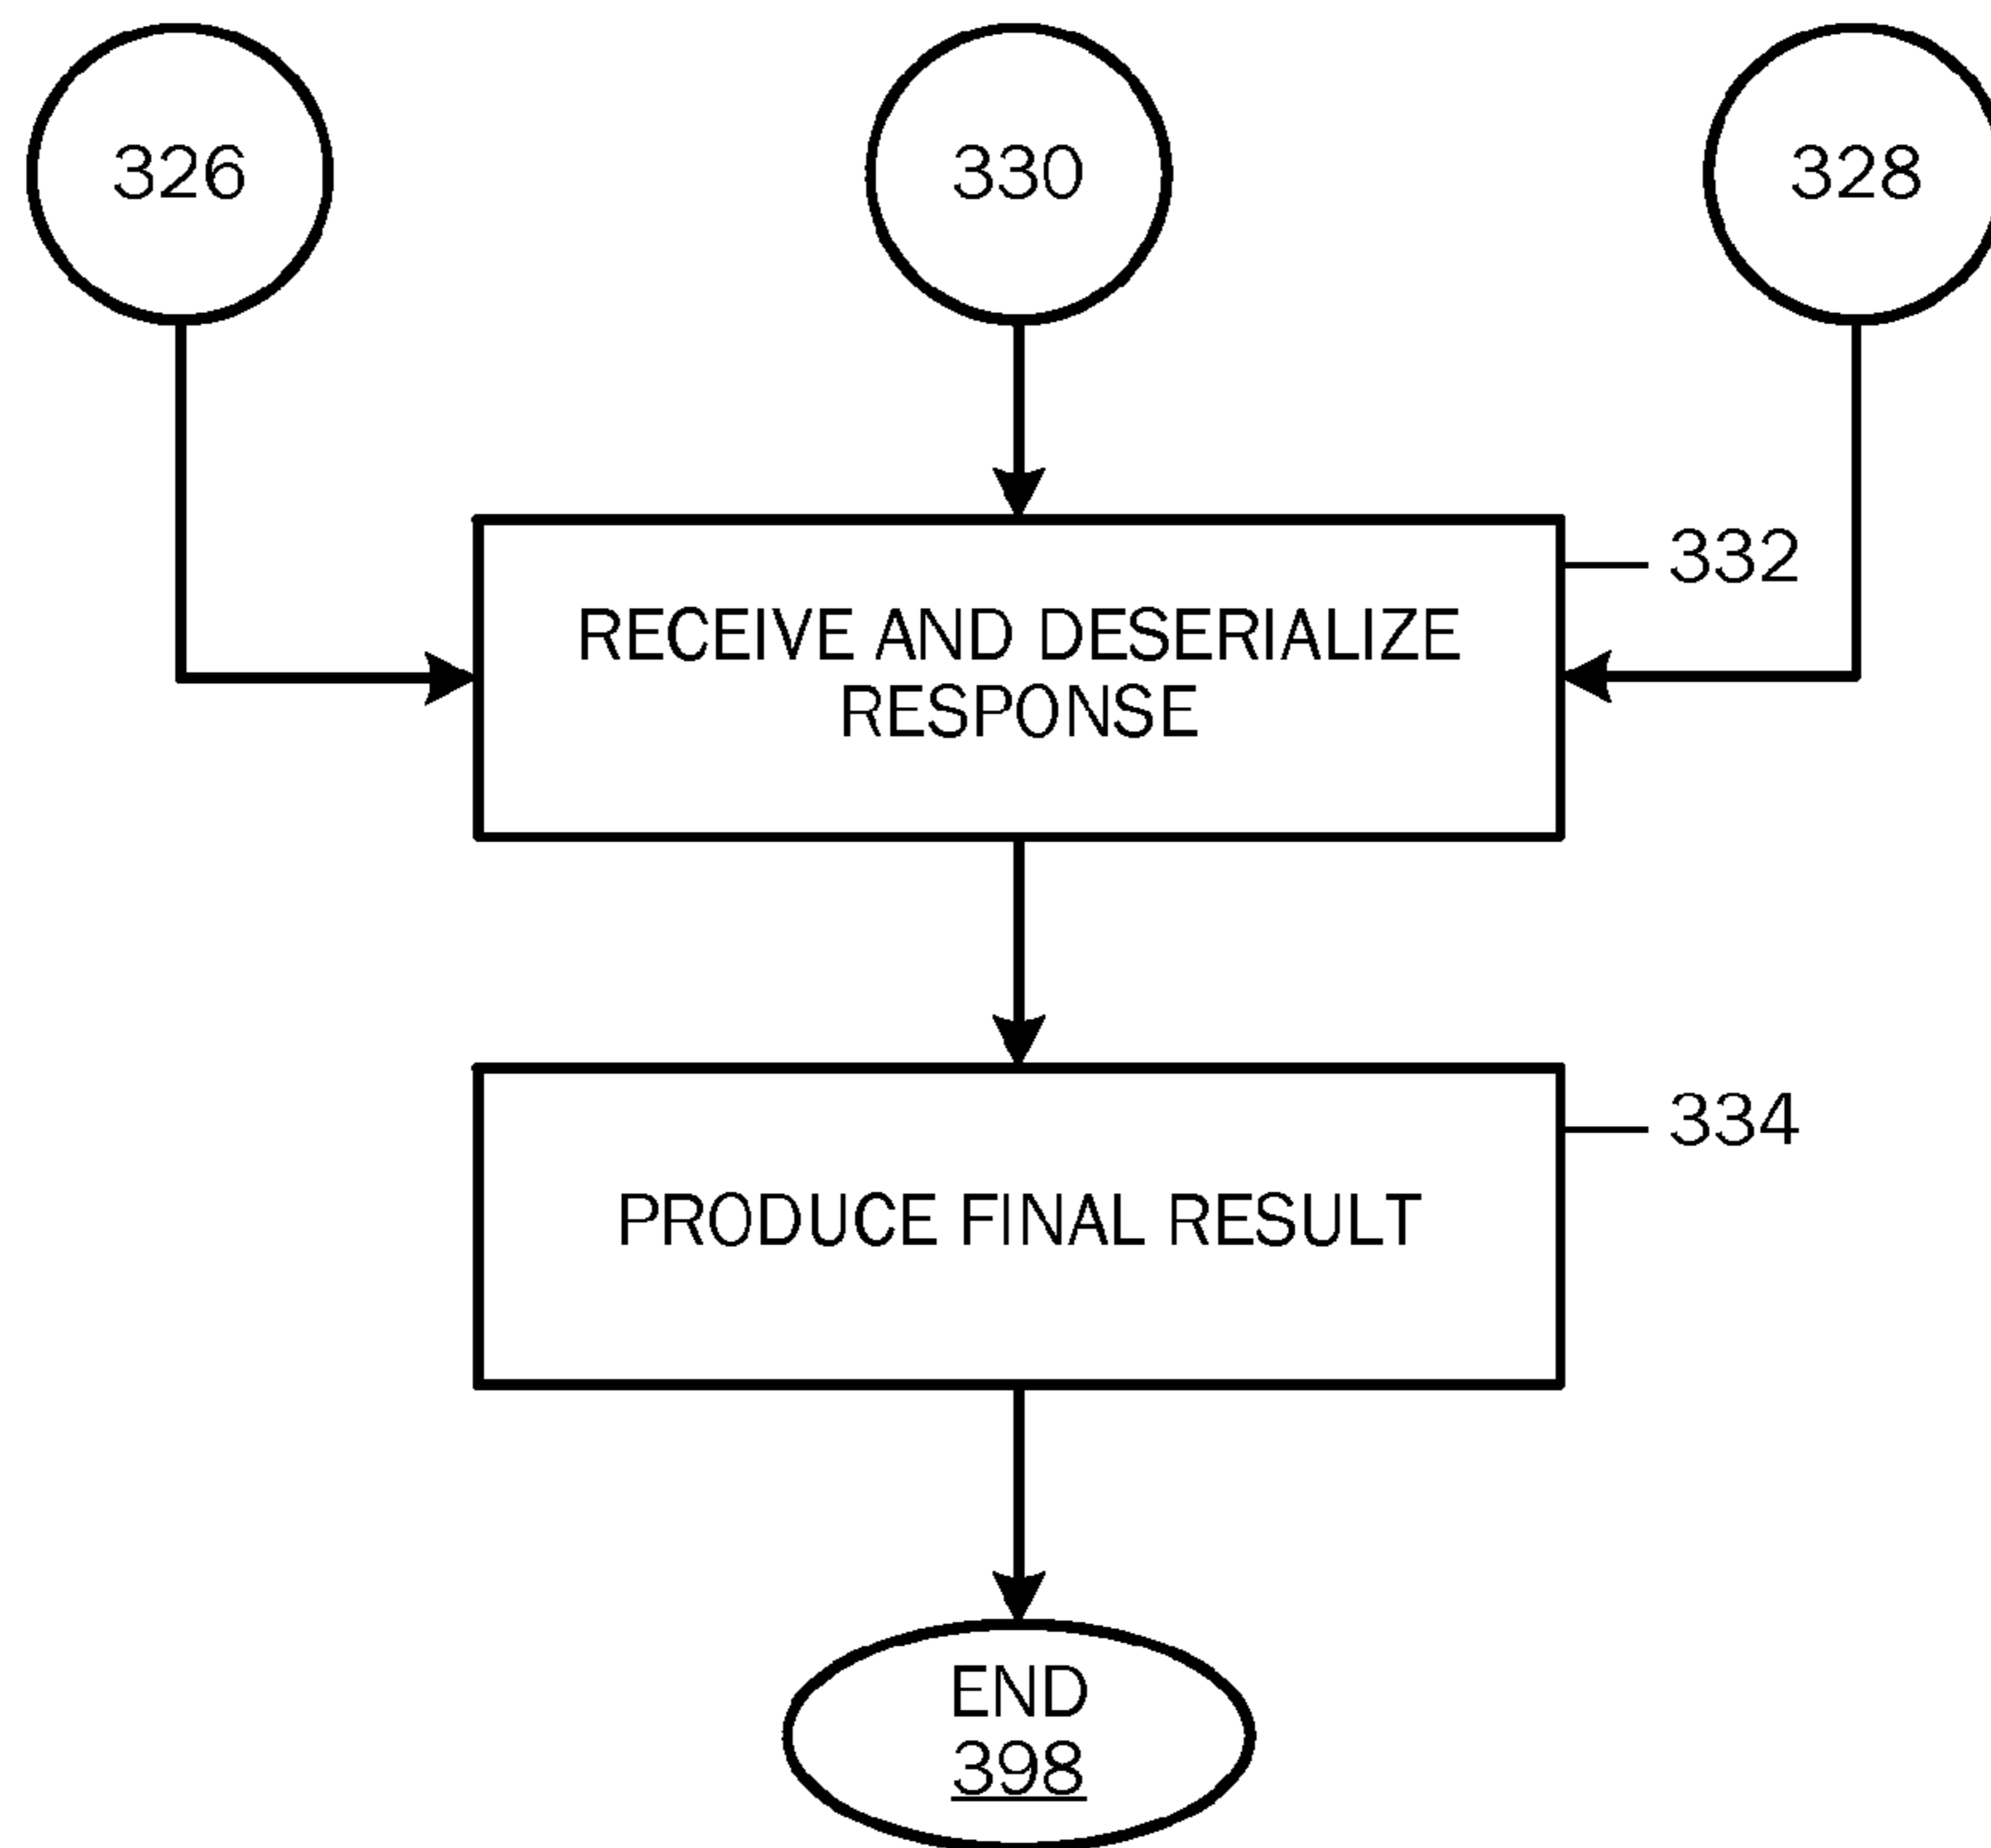 326
330
328
332
RECEIVE AND DESERIALIZE
RESPONSE
334
PRODUCE FINAL RESULT
END
398